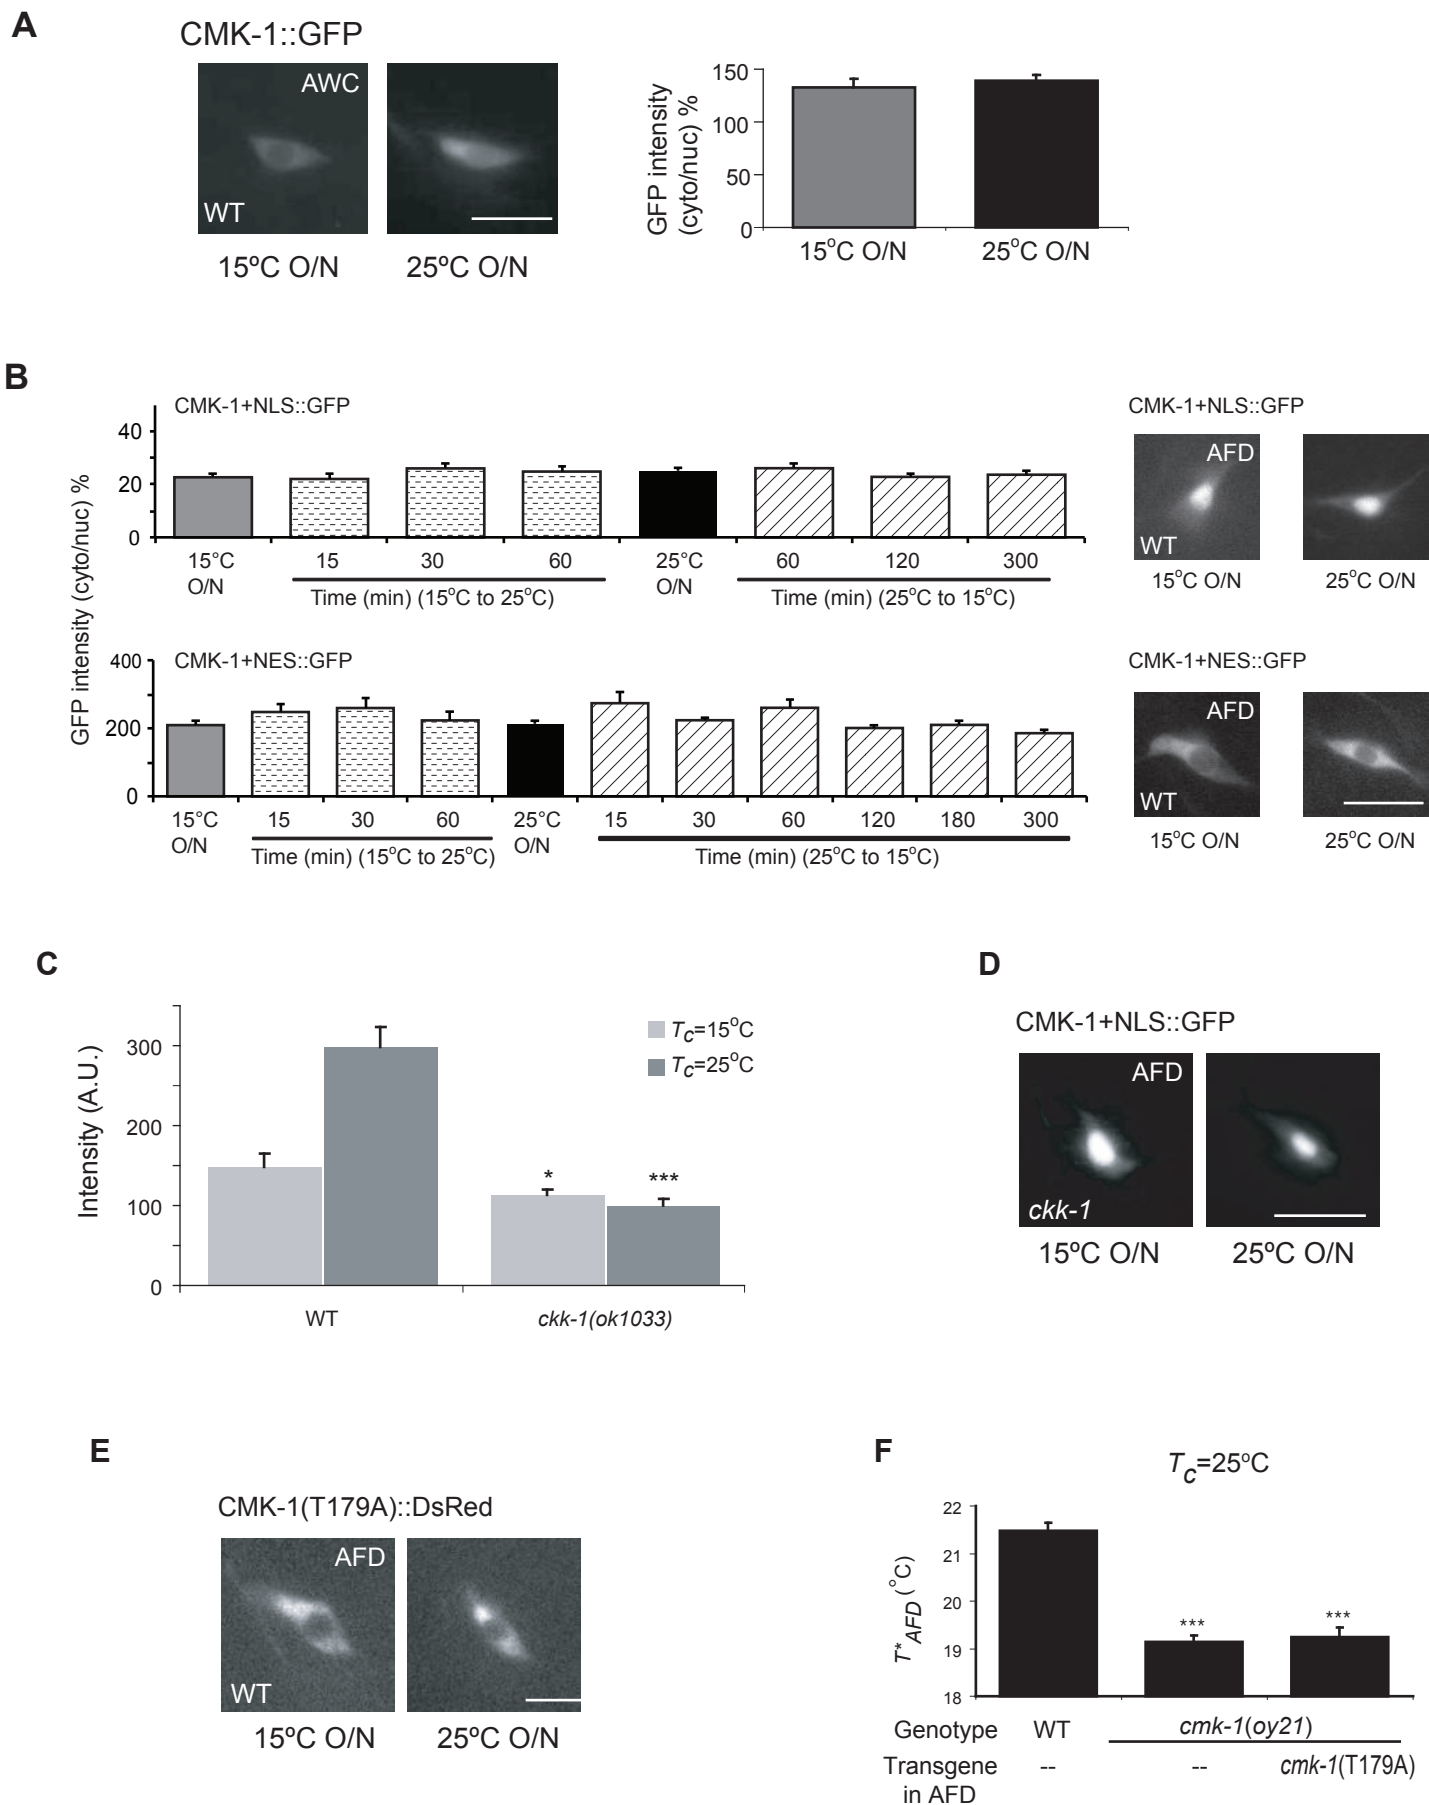 A
CMK-1::GFP
AWC
WT
15ºC O/N
25ºC O/N
GFP intensity
(cyto/nuc) %
150
100
50
0
15°C O/N
25°C O/N
B
GFP intensity (cyto/nuc) %
CMK-1+NLS::GFP
40
20
0
15°C
O/N
15
30
60
25°C
O/N
60
120
300
Time (min) (15°C to 25°C)
Time (min) (25°C to 15°C)
CMK-1+NLS::GFP
AFD
WT
15°C O/N
25°C O/N
CMK-1+NES::GFP
400
200
0
15°C
O/N
15
30
60
25°C
O/N
15
30
60
120
180
300
Time (min) (15°C to 25°C)
Time (min) (25°C to 15°C)
CMK-1+NES::GFP
AFD
WT
15°C O/N
25°C O/N
C
Intensity (A.U.)
300
200
100
0
Tc=15°C
Tc=25°C
*
***
WT
ckk-1(ok1033)
D
CMK-1+NLS::GFP
AFD
ckk-1
15ºC O/N
25ºC O/N
E
CMK-1(T179A)::DsRed
AFD
WT
15ºC O/N
25ºC O/N
F
Tc=25°C
T*AFD (°C)
22
21
20
19
18
***
***
Genotype WT cmk-1(oy21)
Transgene -- -- cmk-1(T179A)
in AFD